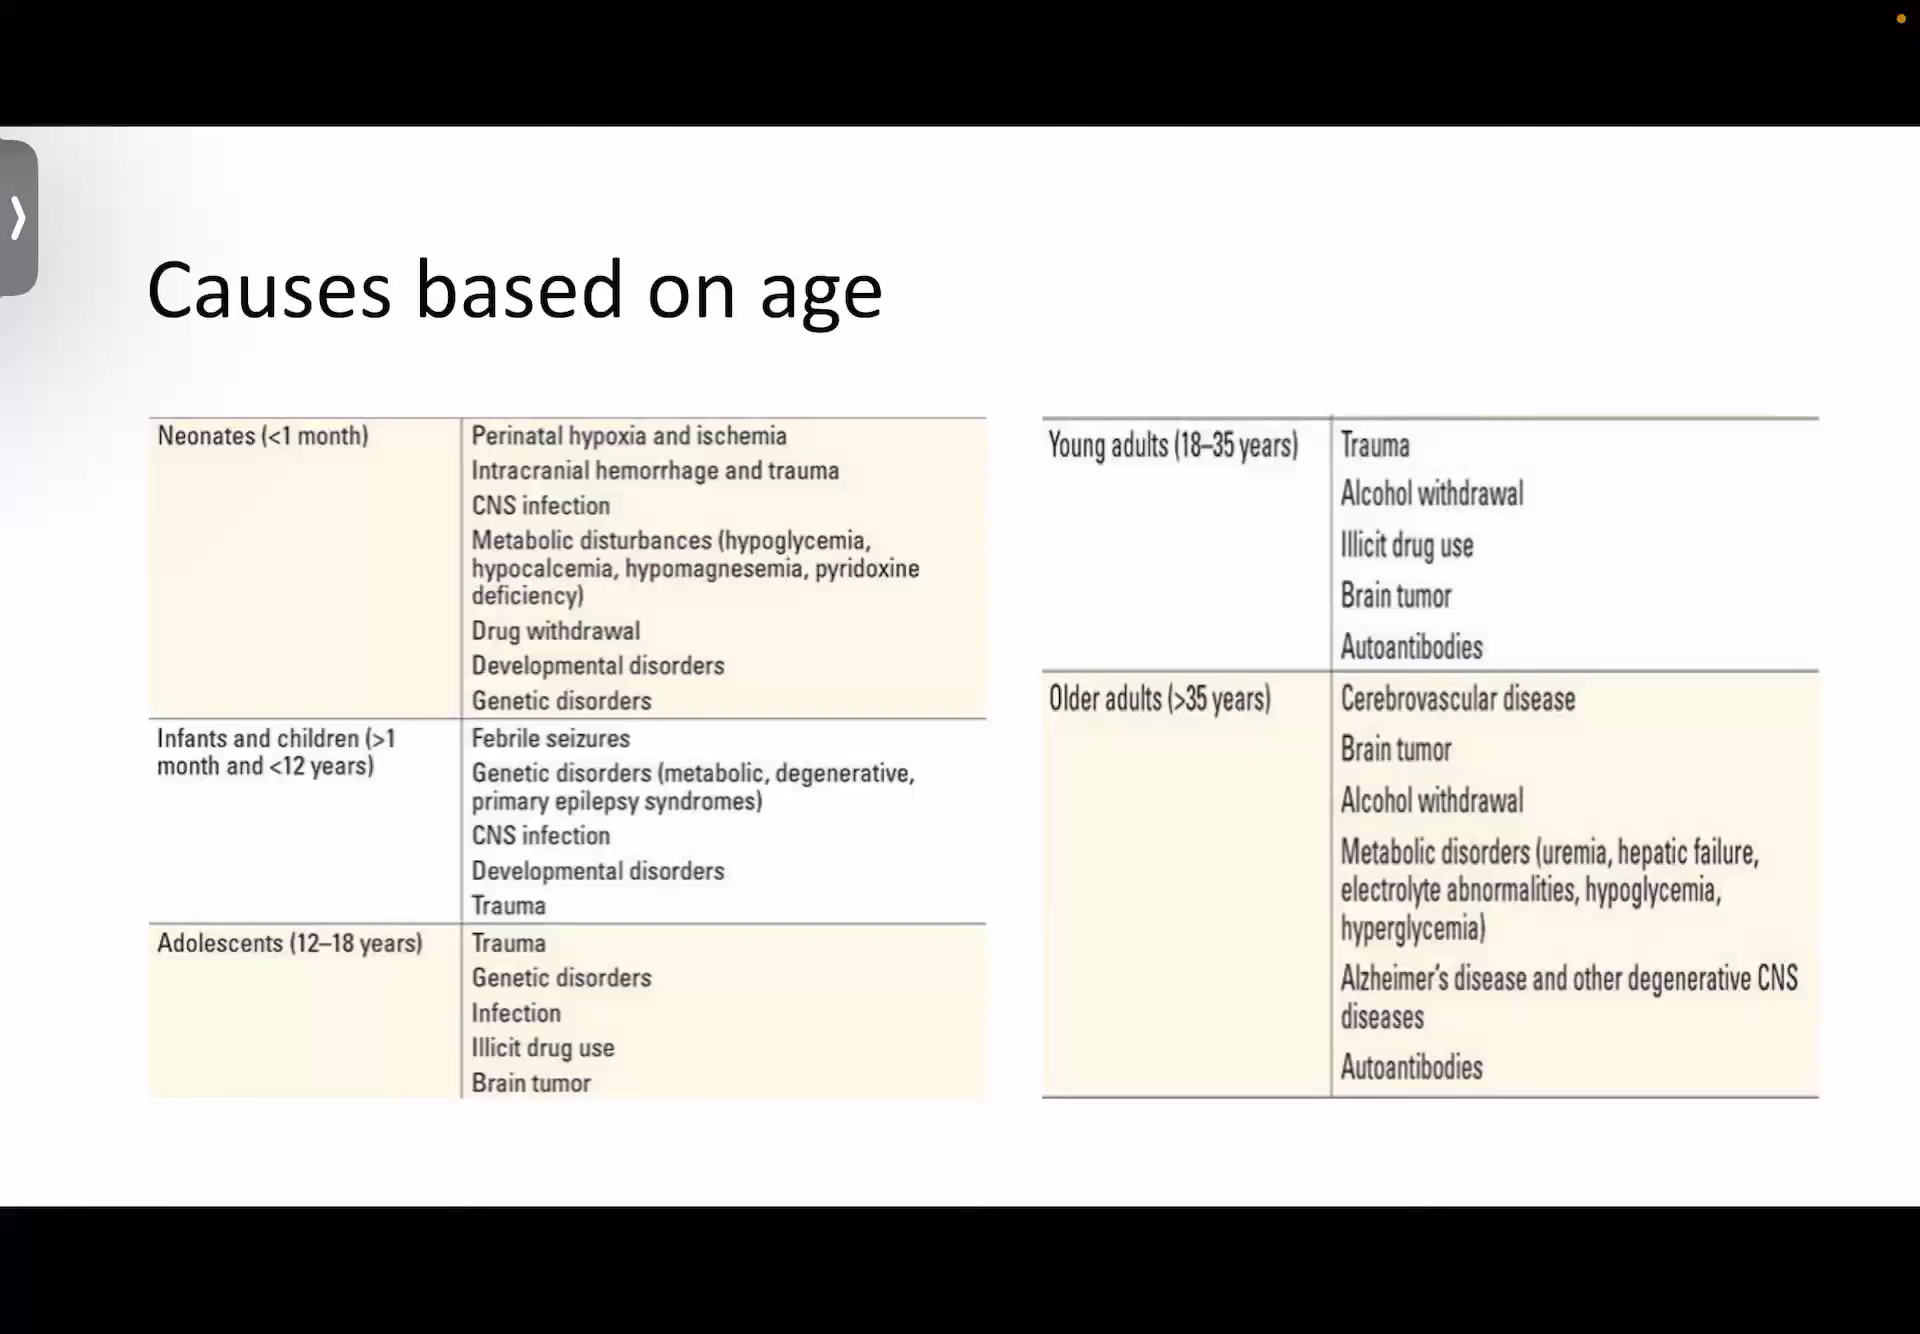 Causes based on age
Neonates (<1 month)
Perinatal hypoxia and ischemia
Intracranial hemorrhage and trauma
CNS infection
Metabolic disturbances (hypoglycemia,
hypocalcemia, hypomagnesemia, pyridoxine
deficiency)
Drug withdrawal
Developmental disorders
Genetic disorders
Infants and children (>1
month and <12 years)
Febrile seizures
Genetic disorders (metabolic, degenerative,
primary epilepsy syndromes)
CNS infection
Developmental disorders
Trauma
Adolescents (12–18 years)
Trauma
Genetic disorders
Infection
Illicit drug use
Brain tumor
Young adults (18–35 years)
Trauma
Alcohol withdrawal
Illicit drug use
Brain tumor
Autoantibodies
Older adults (>35 years)
Cerebrovascular disease
Brain tumor
Alcohol withdrawal
Metabolic disorders (uremia, hepatic failure,
electrolyte abnormalities, hypoglycemia,
hyperglycemia)
Alzheimer's disease and other degenerative CNS
diseases
Autoantibodies